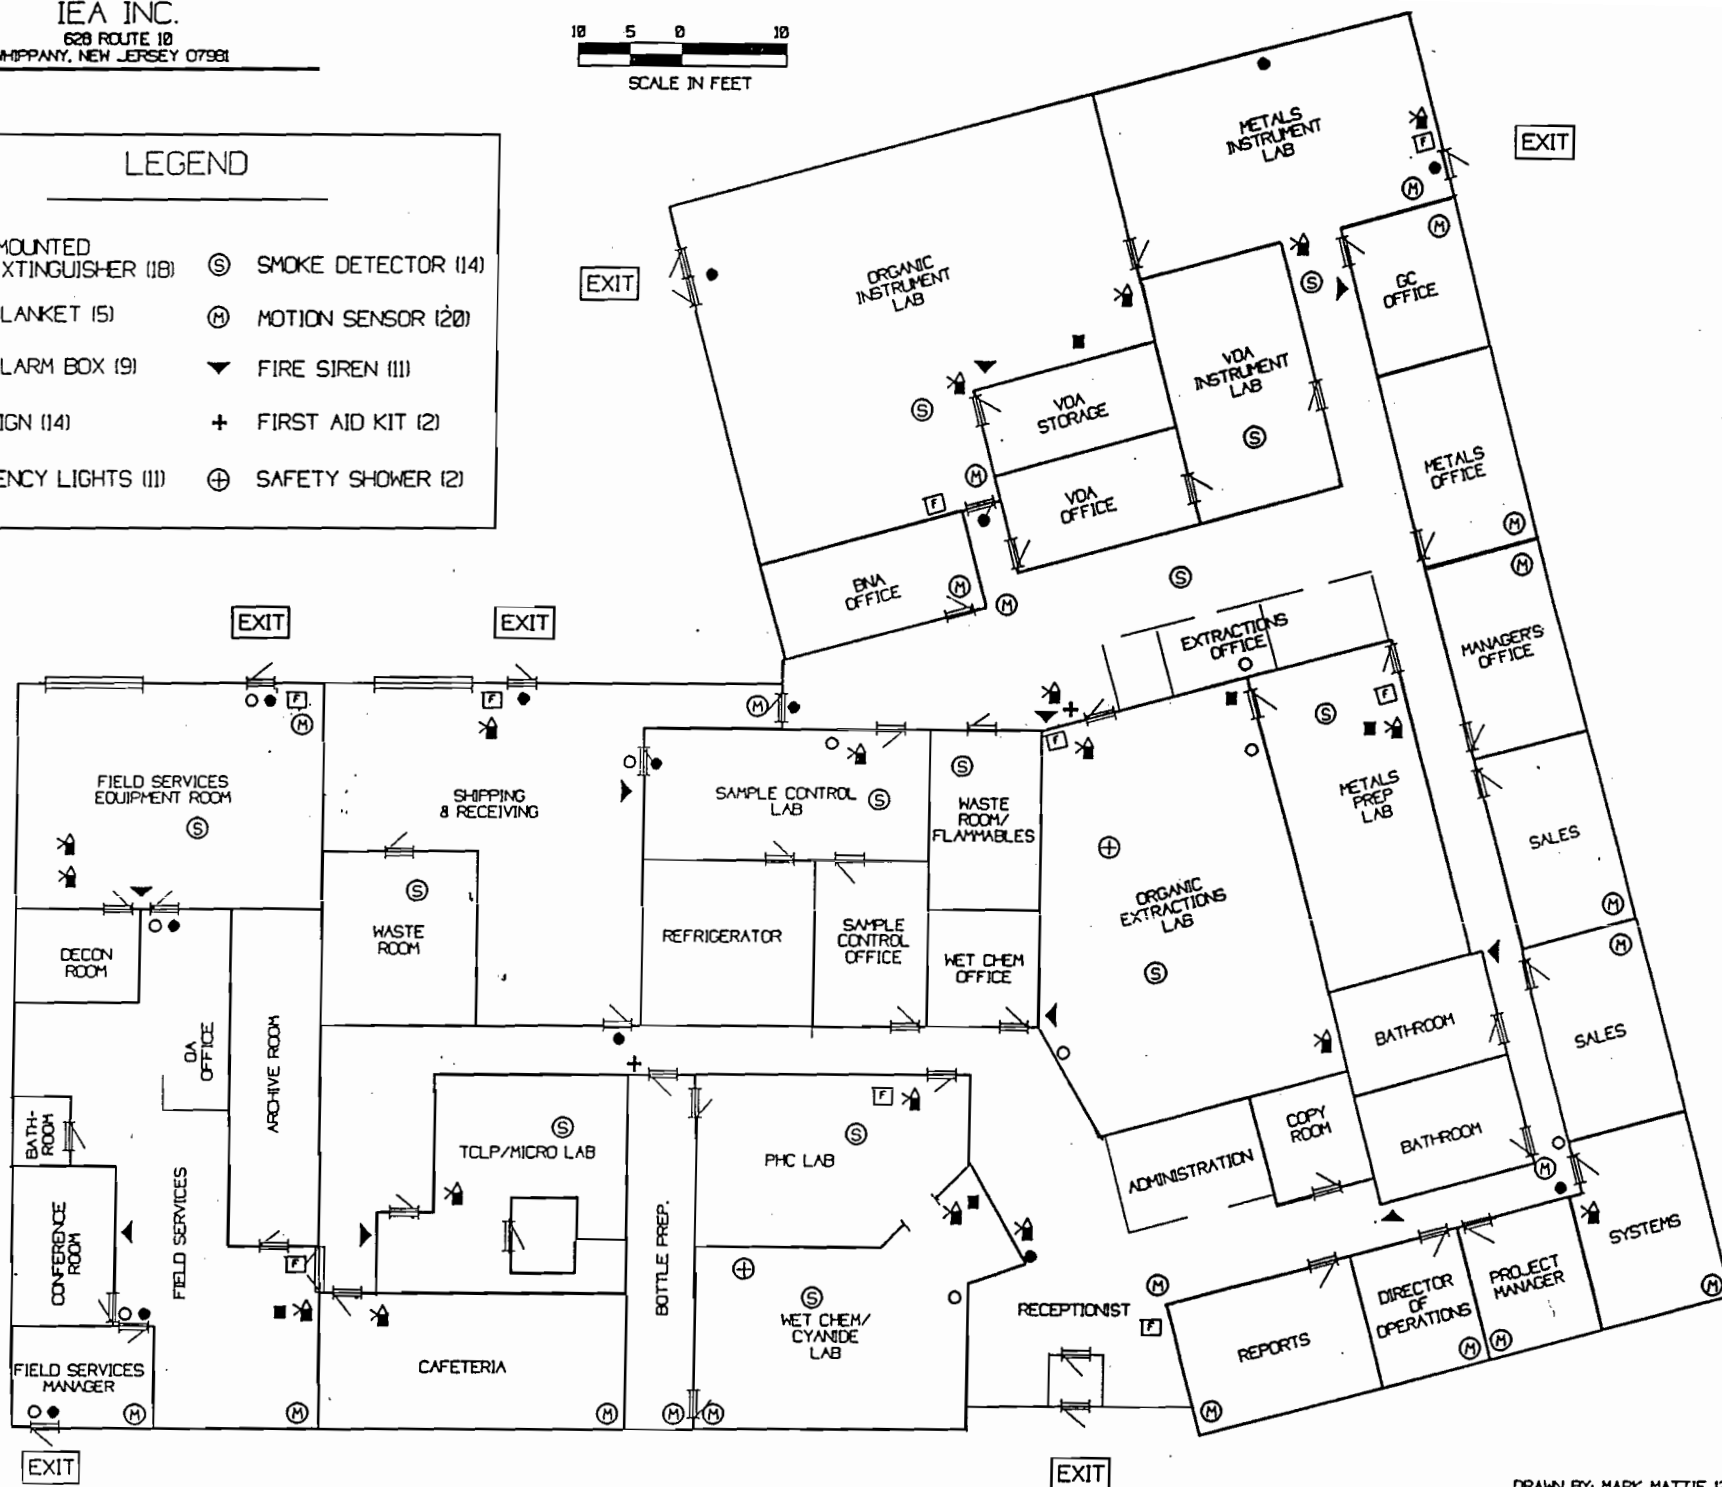 IEA INC.
628 ROUTE 10
WHIPPANY, NEW JERSEY 07981
10 5 0 10
SCALE IN FEET
LEGEND
MOUNTED
EXTINGUISHER (18)
S SMOKE DETECTOR (14)
LANKET (5)
M MOTION SENSOR (20)
LARM BOX (9)
FIRE SIREN (11)
IGN (14)
FIRST AID KIT (2)
ENCY LIGHTS (11)
SAFETY SHOWER (2)
EXIT
EXIT
EXIT
EXIT
EXIT
EXIT
METALS
INSTRUMENT
LAB
ORGANIC
INSTRUMENT
LAB
GC
OFFICE
VOA
INSTRUMENT
LAB
VOA
STORAGE
VOA
OFFICE
METALS
OFFICE
BNA
OFFICE
EXTRACTIONS
OFFICE
MANAGER'S
OFFICE
FIELD SERVICES
EQUIPMENT ROOM
SHIPPING
& RECEIVING
SAMPLE CONTROL
LAB
WASTE
ROOM/
FLAMMABLES
METALS
PREP
LAB
SALES
ORGANIC
EXTRACTIONS
LAB
DECON
ROOM
WASTE
ROOM
REFRIGERATOR
SAMPLE
CONTROL
OFFICE
WET CHEM
OFFICE
QA
OFFICE
ARCHIVE ROOM
BATHROOM
SALES
BATH-
ROOM
TCLP/MICRO LAB
PHC LAB
COPY
ROOM
BATHROOM
ADMINISTRATION
CONFERENCE
ROOM
FIELD SERVICES
BOTTLE PREP.
SYSTEMS
WET CHEM/
CYANIDE
LAB
RECEPTIONIST
PROJECT
MANAGER
DIRECTOR
OF
OPERATIONS
REPORTS
FIELD SERVICES
MANAGER
CAFETERIA
DRAWN BY: MARK MATTIE